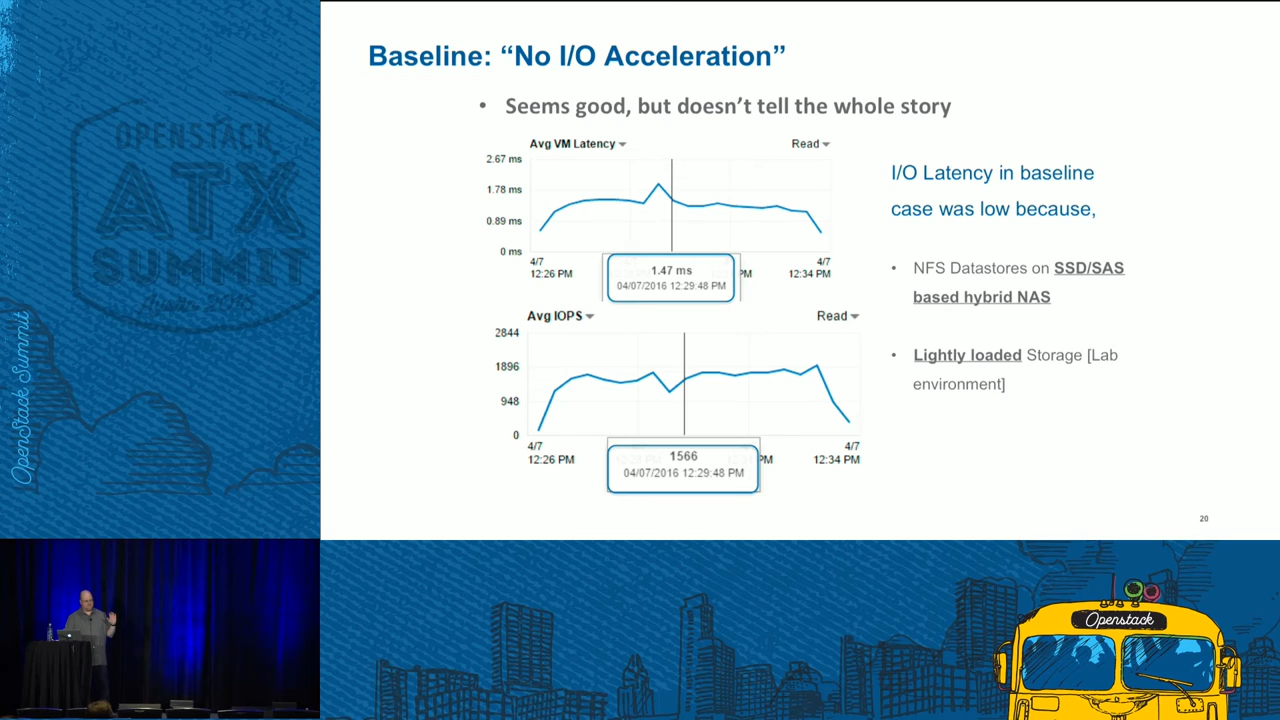 OPENSTACK
ATX
SUMMIT
OpenStack Summit
Baseline: “No I/O Acceleration”
• Seems good, but doesn’t tell the whole story
Avg VM Latency
Read
2.67 ms
1.78 ms
0.89 ms
0 ms
4/7
12:26 PM
PM
4/7
12:34 PM
1.47 ms
04/07/2016 12:29:48 PM
Avg IOPS
Read
2844
1896
948
0
4/7
12:26 PM
PM
4/7
12:34 PM
1566
04/07/2016 12:29:48 PM
I/O Latency in baseline
case was low because,
• NFS Datastores on SSD/SAS
based hybrid NAS
• Lightly loaded Storage [Lab
environment]
20
Openstack